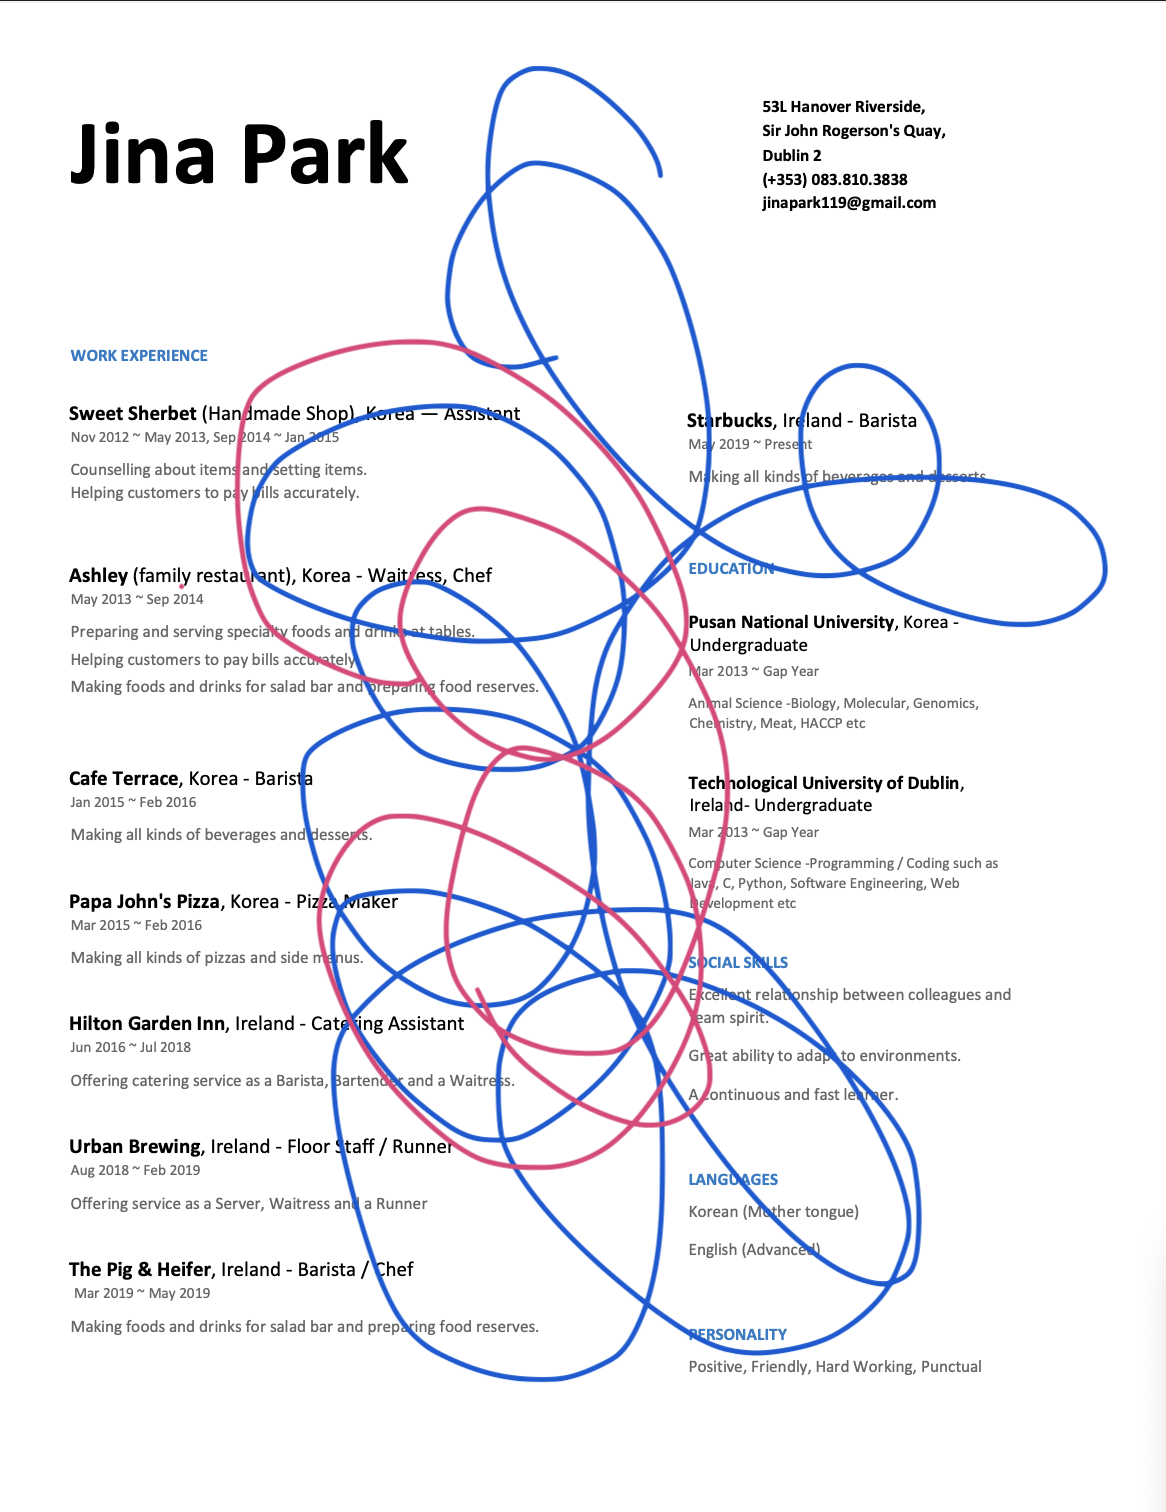 Jina Park
53L Hanover Riverside,
Sir John Rogerson's Quay,
Dublin 2
(+353) 083.810.3838
jinapark119@gmail.com
WORK EXPERIENCE
Sweet Sherbet (Handmade Shop), Korea — Assistant
Nov 2012 ~ May 2013, Sep 2014 ~ Jan 2015
Counselling about items and setting items.
Helping customers to pay bills accurately.
Ashley (family restaurant), Korea - Waitress, Chef
May 2013 ~ Sep 2014
Preparing and serving specialty foods and drinks at tables.
Helping customers to pay bills accurately
Making foods and drinks for salad bar and preparing food reserves.
Cafe Terrace, Korea - Barista
Jan 2015 ~ Feb 2016
Making all kinds of beverages and desserts.
Papa John's Pizza, Korea - Pizza Maker
Mar 2015 ~ Feb 2016
Making all kinds of pizzas and side menus.
Hilton Garden Inn, Ireland - Catering Assistant
Jun 2016 ~ Jul 2018
Offering catering service as a Barista, Bartender and a Waitress.
Urban Brewing, Ireland - Floor Staff / Runner
Aug 2018 ~ Feb 2019
Offering service as a Server, Waitress and a Runner
The Pig & Heifer, Ireland - Barista / Chef
Mar 2019 ~ May 2019
Making foods and drinks for salad bar and preparing food reserves.
Starbucks, Ireland - Barista
May 2019 ~ Present
Making all kinds of beverages and desserts
EDUCATION
Pusan National University, Korea -
Undergraduate
Mar 2013 ~ Gap Year
Animal Science -Biology, Molecular, Genomics,
Chemistry, Meat, HACCP etc
Technological University of Dublin,
Ireland- Undergraduate
Mar 2013 ~ Gap Year
Computer Science -Programming / Coding such as
Java, C, Python, Software Engineering, Web
Development etc
SOCIAL SKILLS
Excellent relationship between colleagues and
team spirit.
Great ability to adapt to environments.
A continuous and fast learner.
LANGUAGES
Korean (Mother tongue)
English (Advanced)
PERSONALITY
Positive, Friendly, Hard Working, Punctual